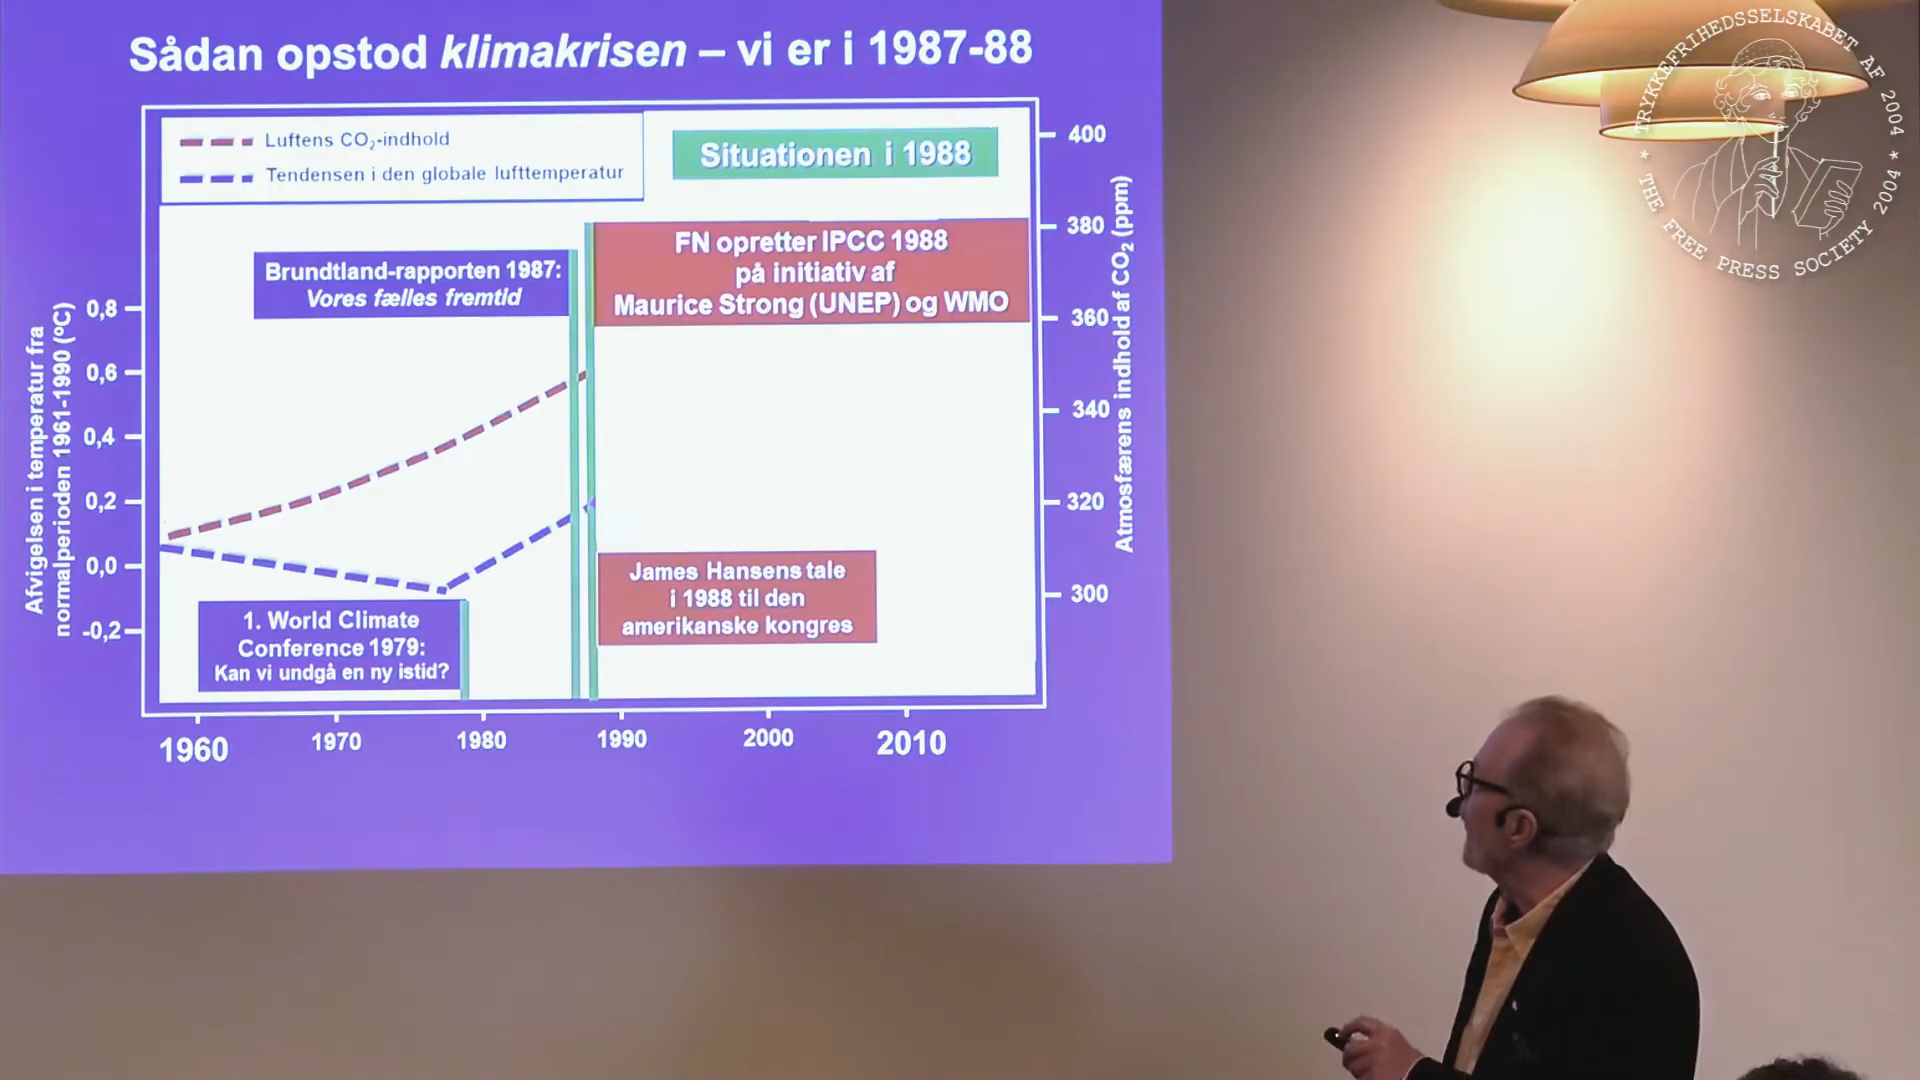 Sådan opstod klimakrisen – vi er i 1987-88
Luftens CO₂-indhold
Tendensen i den globale lufttemperatur
Situationen i 1988
Brundtland-rapporten 1987:
Vores fælles fremtid
FN opretter IPCC 1988
på initiativ af
Maurice Strong (UNEP) og WMO
James Hansens tale
i 1988 til den
amerikanske kongres
1. World Climate
Conference 1979:
Kan vi undgå en ny istid?
Afvigelsen i temperatur fra
normalperioden 1961-1990 (ºC)
0,8
0,6
0,4
0,2
0,0
-0,2
400
380
360
340
320
300
Atmosfærens indhold af CO₂ (ppm)
1960
1970
1980
1990
2000
2010
TRYKKEFRIHEDSSELSKABET AF 2004
* THE FREE PRESS SOCIETY 2004 *